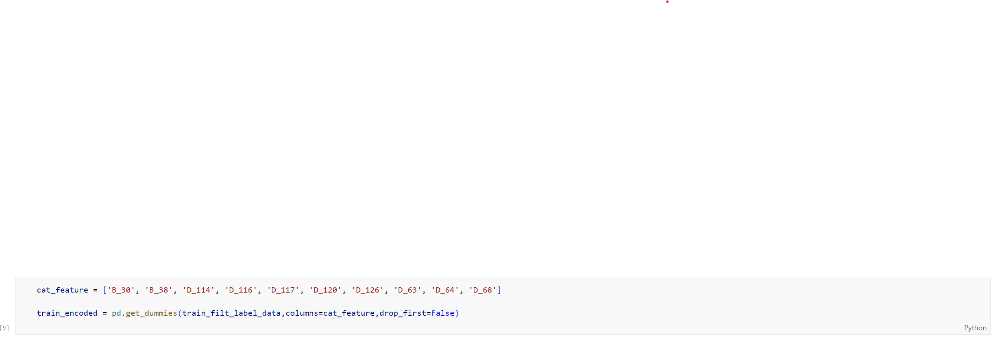 cat_feature = ['B_30', 'B_38', 'D_114', 'D_116', 'D_117', 'D_120', 'D_126', 'D_63', 'D_64', 'D_68']
train_encoded = pd.get_dummies(train_filt_label_data,columns=cat_feature,drop_first=False)
[9]
Python